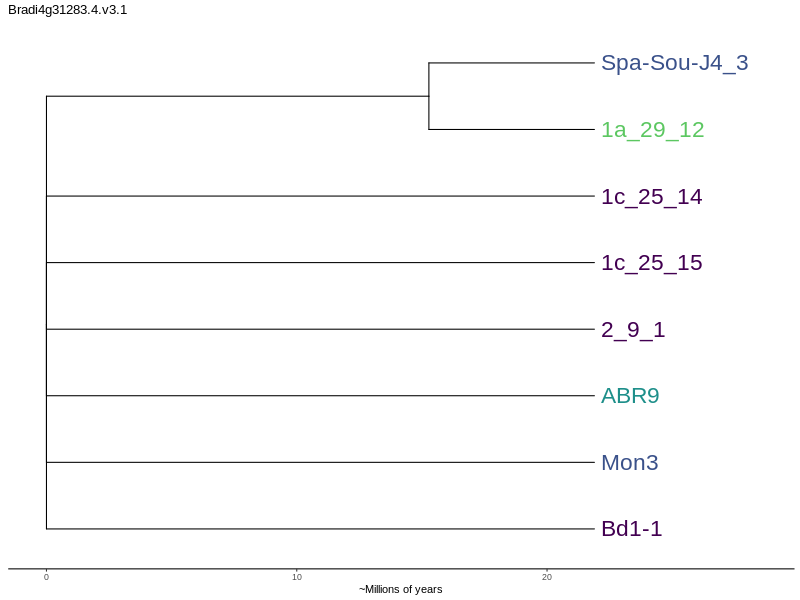 Bradi4g31283.4.v3.1
Spa-Sou-J4_3
1a_29_12
1c_25_14
1c_25_15
2_9_1
ABR9
Mon3
Bd1-1
0 10 20
~Millions of years